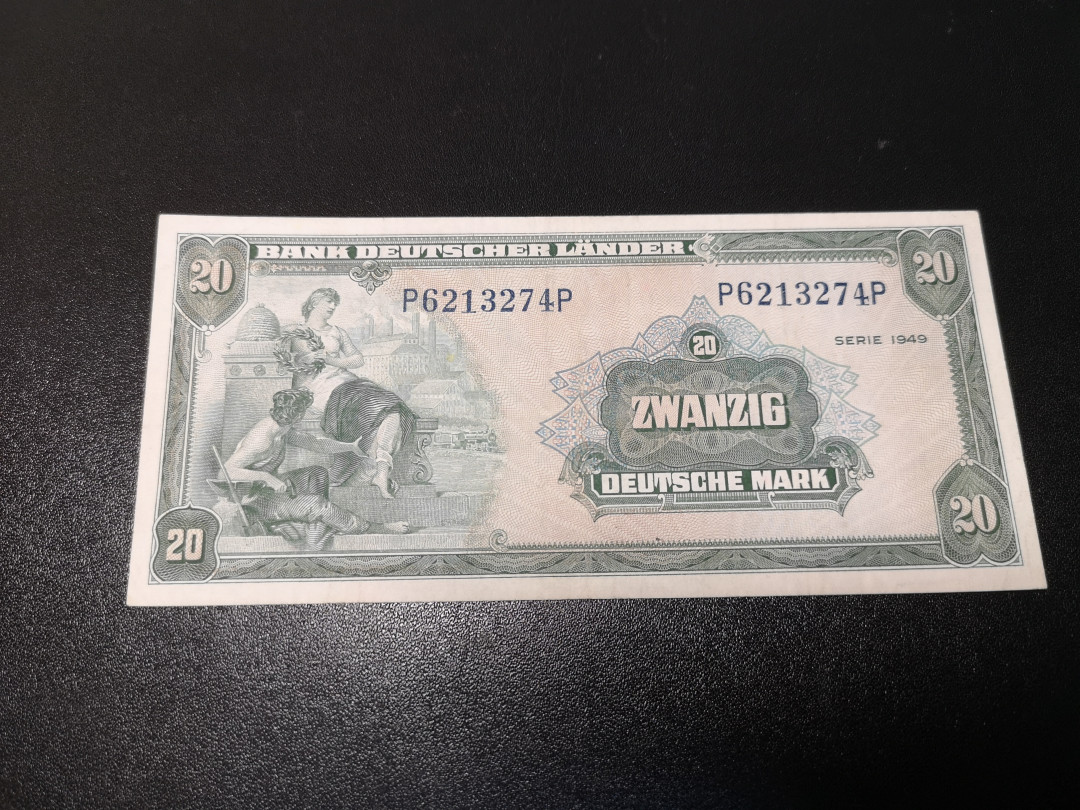 BANK DEUTSCHER LÄNDER
20
20
P6213274P
P6213274P
20
SERIE 1949
ZWANZIG
DEUTSCHE MARK
20
20